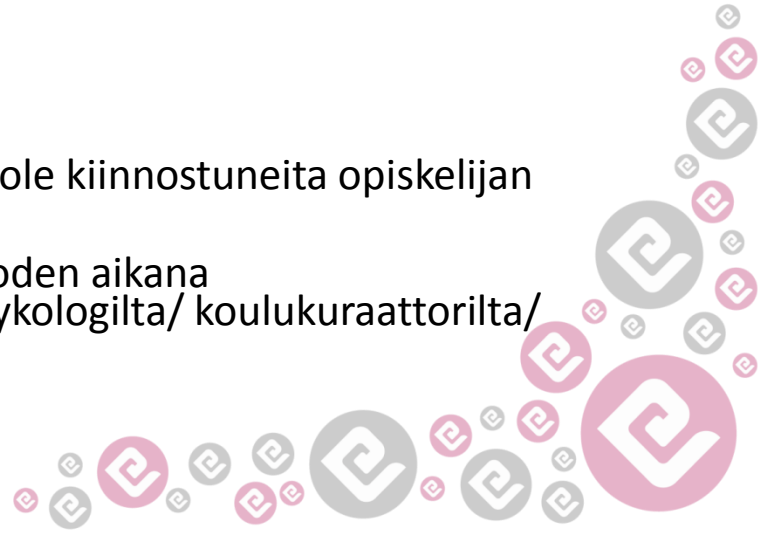 ole kiinnostuneita opiskelijan
oden aikana
ykologilta/ koulukuraattorilta/